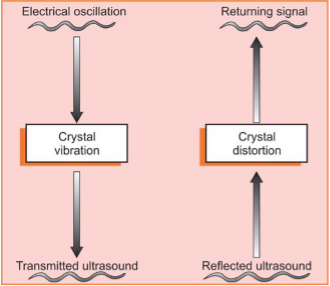 Electrical oscillation
Crystal
vibration
Transmitted ultrasound
Returning signal
Crystal
distortion
Reflected ultrasound